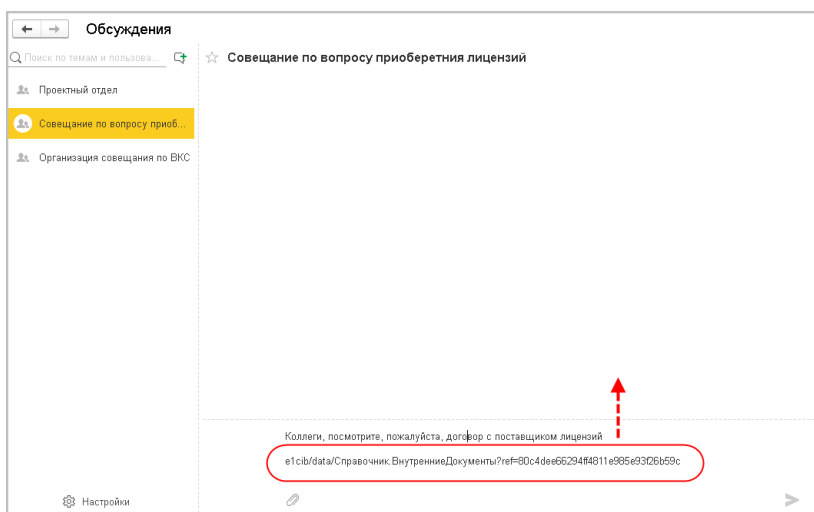 Обсуждения
Поиск по темам и пользова...
Совещание по вопросу приоберетния лицензий
Проектный отдел
Совещание по вопросу приоб...
Организация совещания по ВКС
Коллеги, посмотрите, пожалуйста, договор с поставщиком лицензий
e1cib/data/Справочник.ВнутренниеДокументы?ref=80c4dee66294ff4811e985e93f26b59c
Настройки